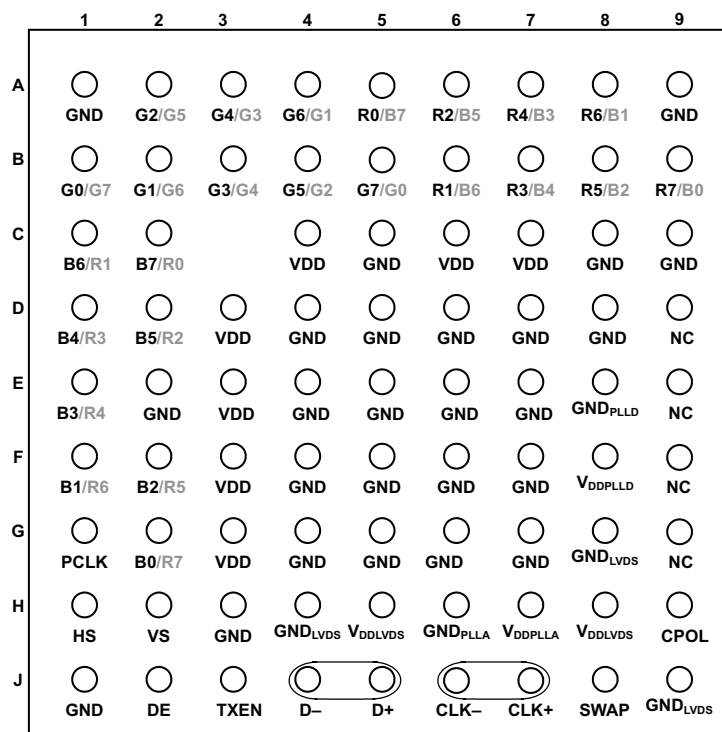 1 2 3 4 5 6 7 8 9
A
GND G2/G5 G4/G3 G6/G1 R0/B7 R2/B5 R4/B3 R6/B1 GND
B
G0/G7 G1/G6 G3/G4 G5/G2 G7/G0 R1/B6 R3/B4 R5/B2 R7/B0
C
B6/R1 B7/R0 VDD GND VDD VDD GND GND
D
B4/R3 B5/R2 VDD GND GND GND GND GND NC
E
B3/R4 GND VDD GND GND GND GND GNDPLLD NC
F
B1/R6 B2/R5 VDD GND GND GND GND VDDPLLD NC
G
PCLK B0/R7 VDD GND GND GND GND GNDLVDS NC
H
HS VS GND GNDLVDS VDDLVDS GNDPLLA VDDPLLA VDDLVDS CPOL
J
GND DE TXEN D– D+ CLK– CLK+ SWAP GNDLVDS